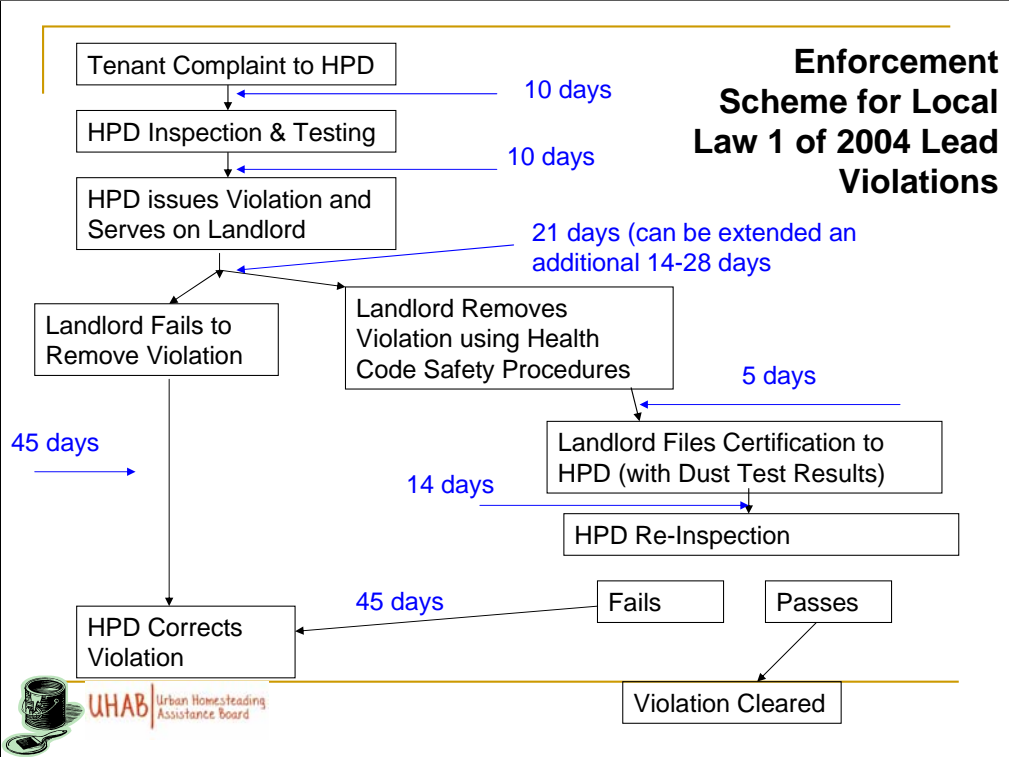 Enforcement
Scheme for Local
Law 1 of 2004 Lead
Violations
Tenant Complaint to HPD
10 days
HPD Inspection & Testing
10 days
HPD issues Violation and
Serves on Landlord
21 days (can be extended an
additional 14-28 days
Landlord Fails to
Remove Violation
Landlord Removes
Violation using Health
Code Safety Procedures
5 days
45 days
Landlord Files Certification to
HPD (with Dust Test Results)
14 days
HPD Re-Inspection
45 days
Fails
Passes
HPD Corrects
Violation
Violation Cleared
UHAB
Urban Homesteading
Assistance Board